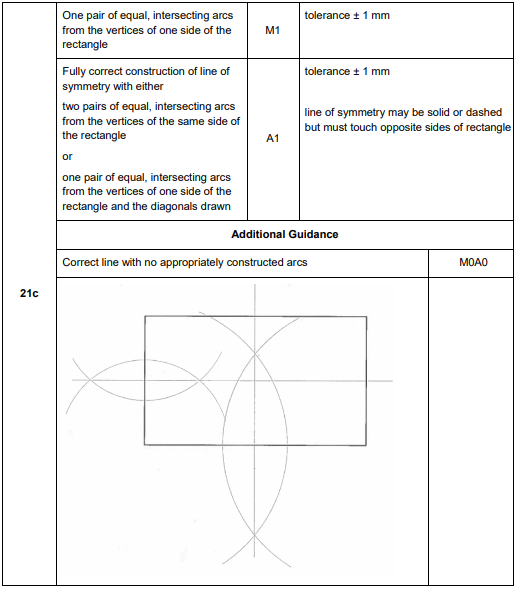 One pair of equal, intersecting arcs
from the vertices of one side of the
rectangle
M1
tolerance ± 1 mm
Fully correct construction of line of
symmetry with either
two pairs of equal, intersecting arcs
from the vertices of the same side of
the rectangle
or
one pair of equal, intersecting arcs
from the vertices of one side of the
rectangle and the diagonals drawn
A1
tolerance ± 1 mm
line of symmetry may be solid or dashed
but must touch opposite sides of rectangle
Additional Guidance
Correct line with no appropriately constructed arcs
M0A0
21c